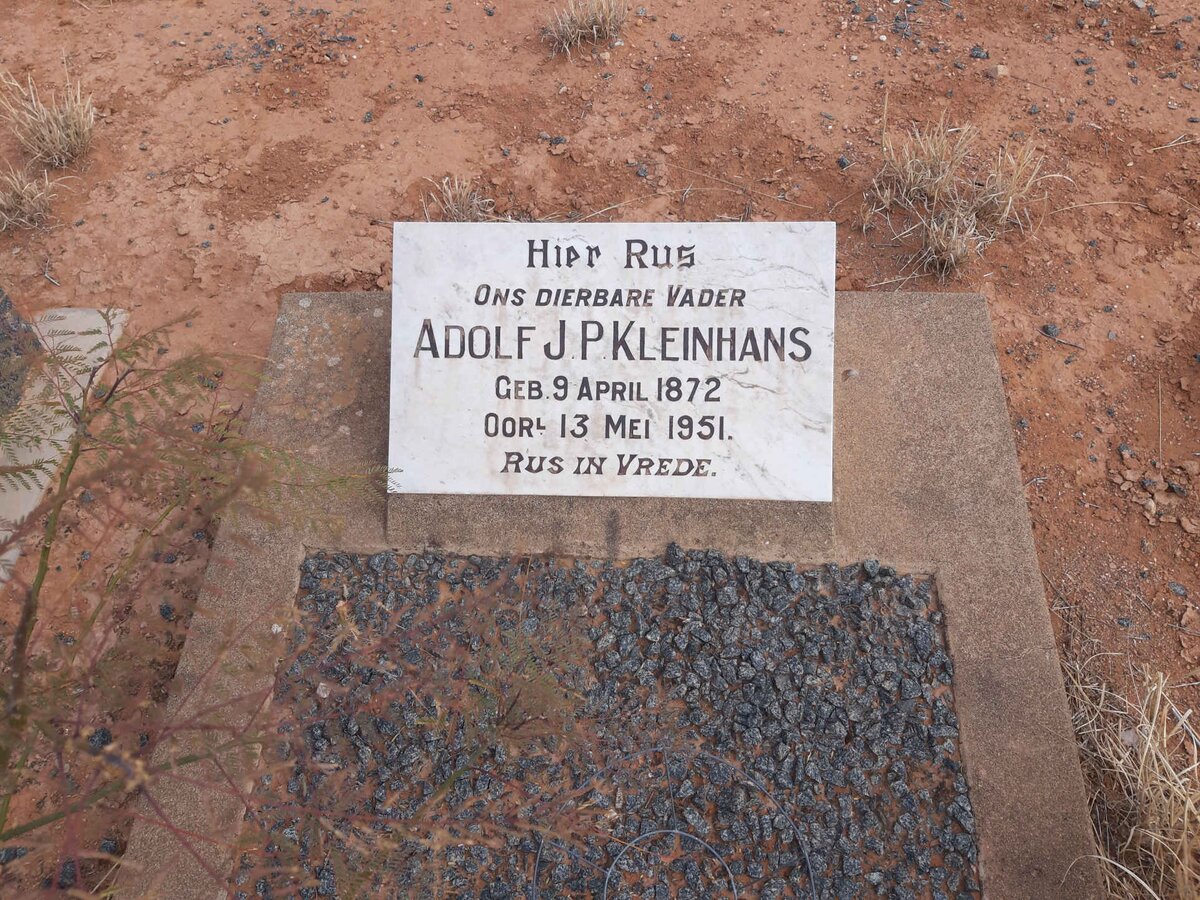 Hier Rus
Ons dierbare Vader
Adolf J.P. Kleinhans
Geb. 9 April 1872
Oorl 13 Mei 1951.
Rus in Vrede.